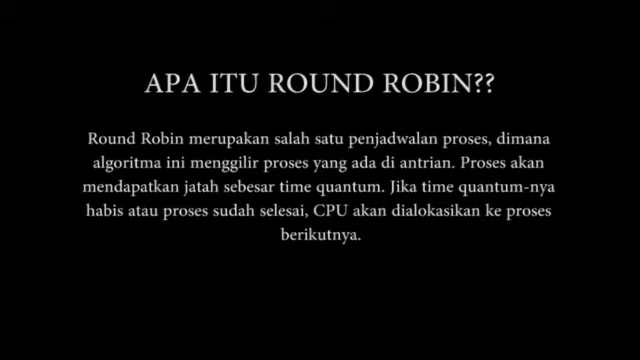 APA ITU ROUND ROBIN??
Round Robin merupakan salah satu penjadwalan proses, dimana
algoritma ini menggilir proses yang ada di antrian. Proses akan
mendapatkan jatah sebesar time quantum. Jika time quantum-nya
habis atau proses sudah selesai, CPU akan dialokasikan ke proses
berikutnya.